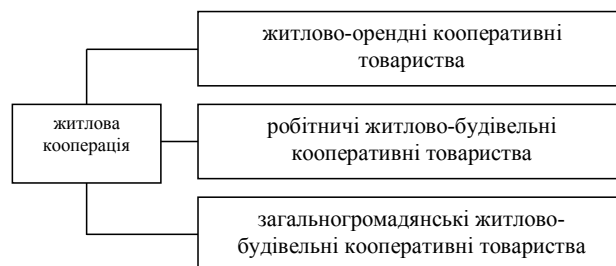 житлово-орендні кооперативні
товариства
житлова
кооперація
робітничі житлово-будівельні
кооперативні товариства
загальногромадянські житлово-
будівельні кооперативні товариства